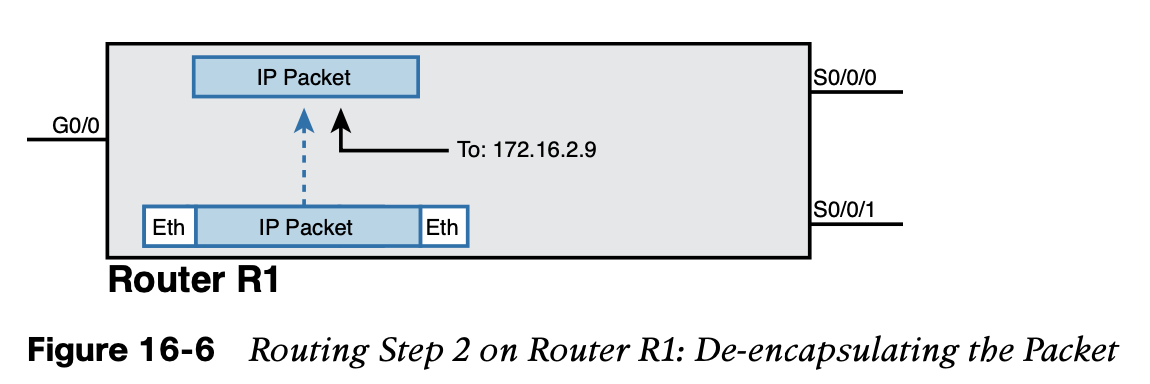 IP Packet
S0/0/0
G0/0
To: 172.16.2.9
S0/0/1
Eth IP Packet Eth
Router R1
Figure 16-6 Routing Step 2 on Router R1: De-encapsulating the Packet